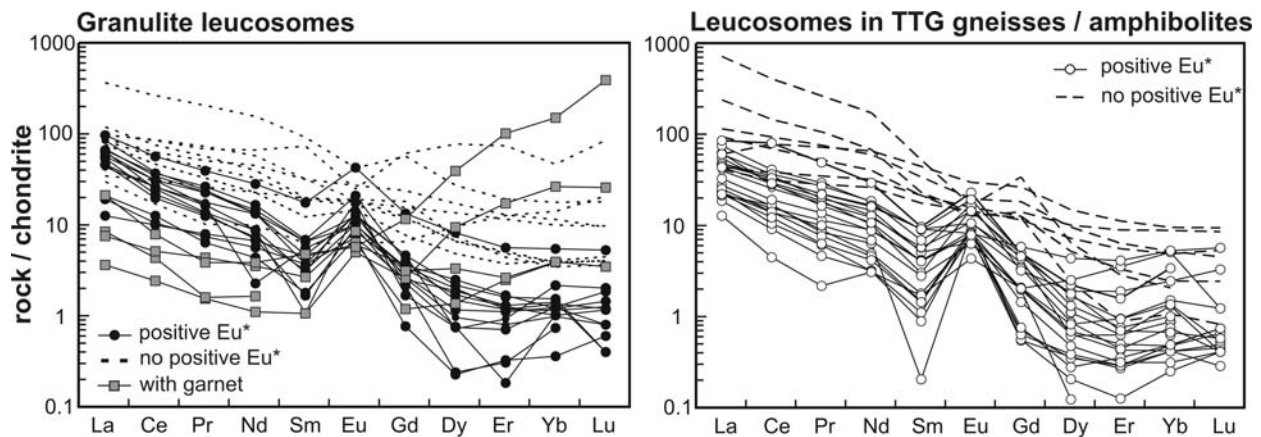 Granulite leucosomes
1000
100
10
1
0.1
rock / chondrite
positive Eu*
no positive Eu*
with garnet
La Ce Pr Nd Sm Eu Gd Dy Er Yb Lu
Leucosomes in TTG gneisses / amphibolites
1000
100
10
1
0.1
positive Eu*
no positive Eu*
La Ce Pr Nd Sm Eu Gd Dy Er Yb Lu